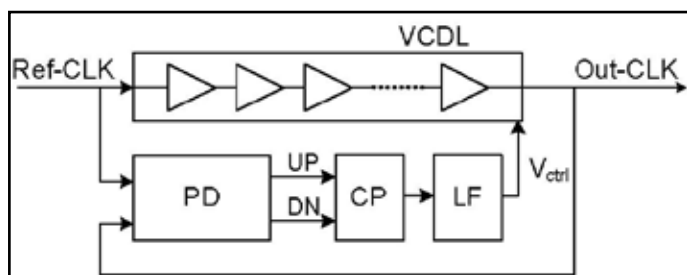 VCDL
Ref-CLK
Out-CLK
PD
UP
DN
CP
LF
Vctrl